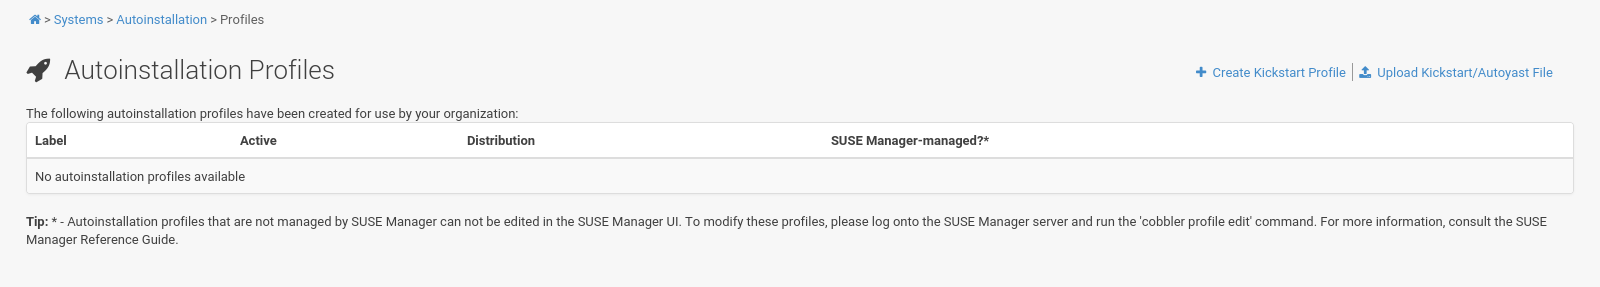 > Systems > Autoinstallation > Profiles
Autoinstallation Profiles
Create Kickstart Profile | Upload Kickstart/Autoyast File
The following autoinstallation profiles have been created for use by your organization:
Label Active Distribution SUSE Manager-managed?*
No autoinstallation profiles available
Tip: * - Autoinstallation profiles that are not managed by SUSE Manager can not be edited in the SUSE Manager UI. To modify these profiles, please log onto the SUSE Manager server and run the 'cobbler profile edit' command. For more information, consult the SUSE
Manager Reference Guide.